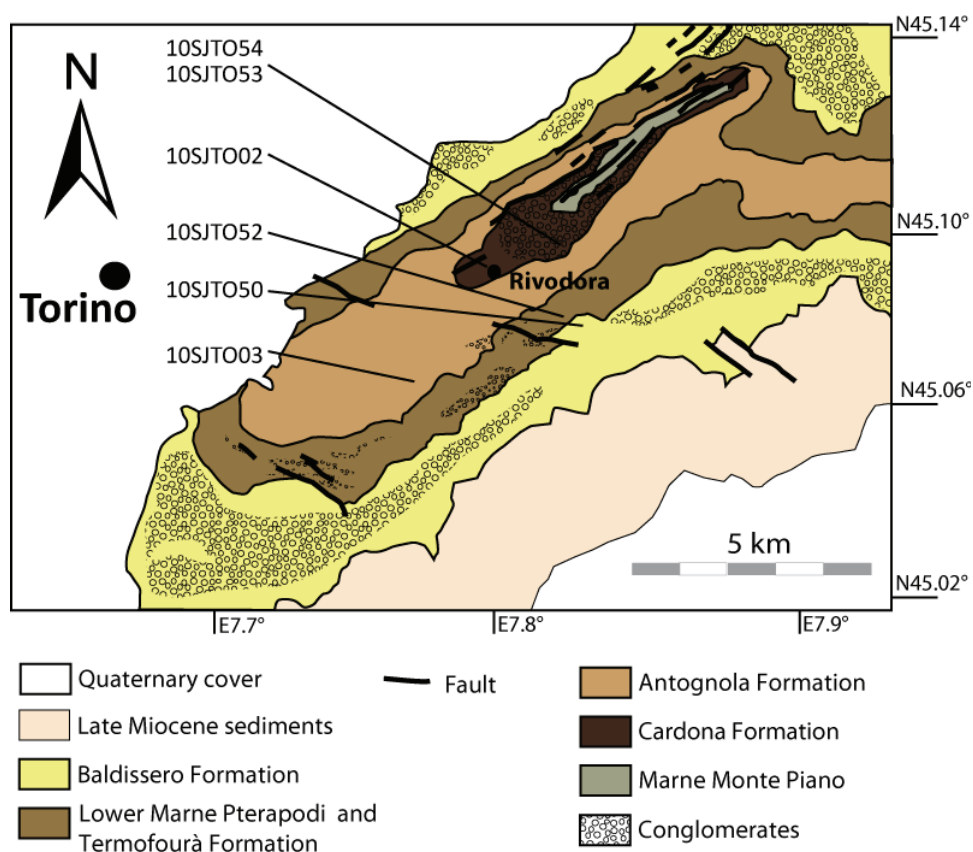 10SJTO54
10SJTO53
10SJTO02
10SJTO52
10SJTO50
10SJTO03
N
Torino
Rivodora
N45.14°
N45.10°
N45.06°
N45.02°
5 km
E7.7°
E7.8°
E7.9°
Quaternary cover
Late Miocene sediments
Baldissero Formation
Lower Marne Pterapodi and
Termofourà Formation
Fault
Antognola Formation
Cardona Formation
Marne Monte Piano
Conglomerates